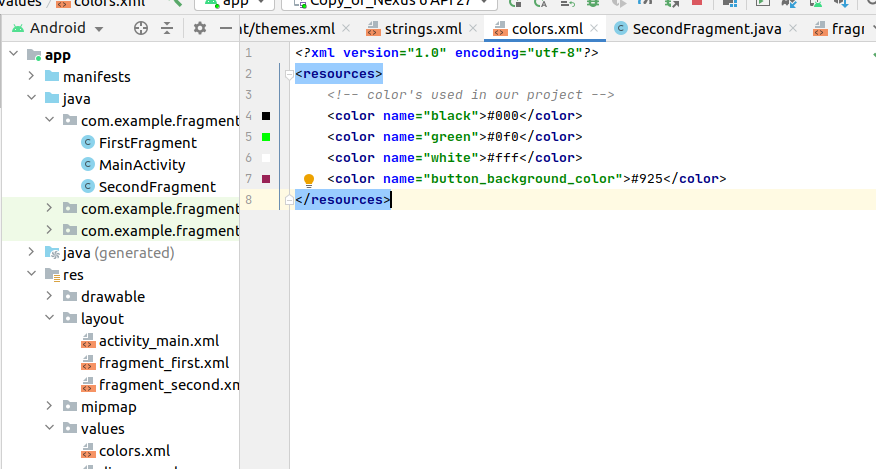 values
colors.xml
app
Copy_of_Nexus 6 API 27
Android
nt/themes.xml
strings.xml
colors.xml
SecondFragment.java
fragr
app
manifests
java
com.example.fragment
FirstFragment
MainActivity
SecondFragment
com.example.fragment
com.example.fragment
java (generated)
res
drawable
layout
activity_main.xml
fragment_first.xml
fragment_second.xm
mipmap
values
colors.xml
1 <?xml version="1.0" encoding="utf-8"?>
2 <resources>
3 <!-- color's used in our project -->
4 <color name="black">#000</color>
5 <color name="green">#0f0</color>
6 <color name="white">#fff</color>
7 <color name="button_background_color">#925</color>
8 </resources>